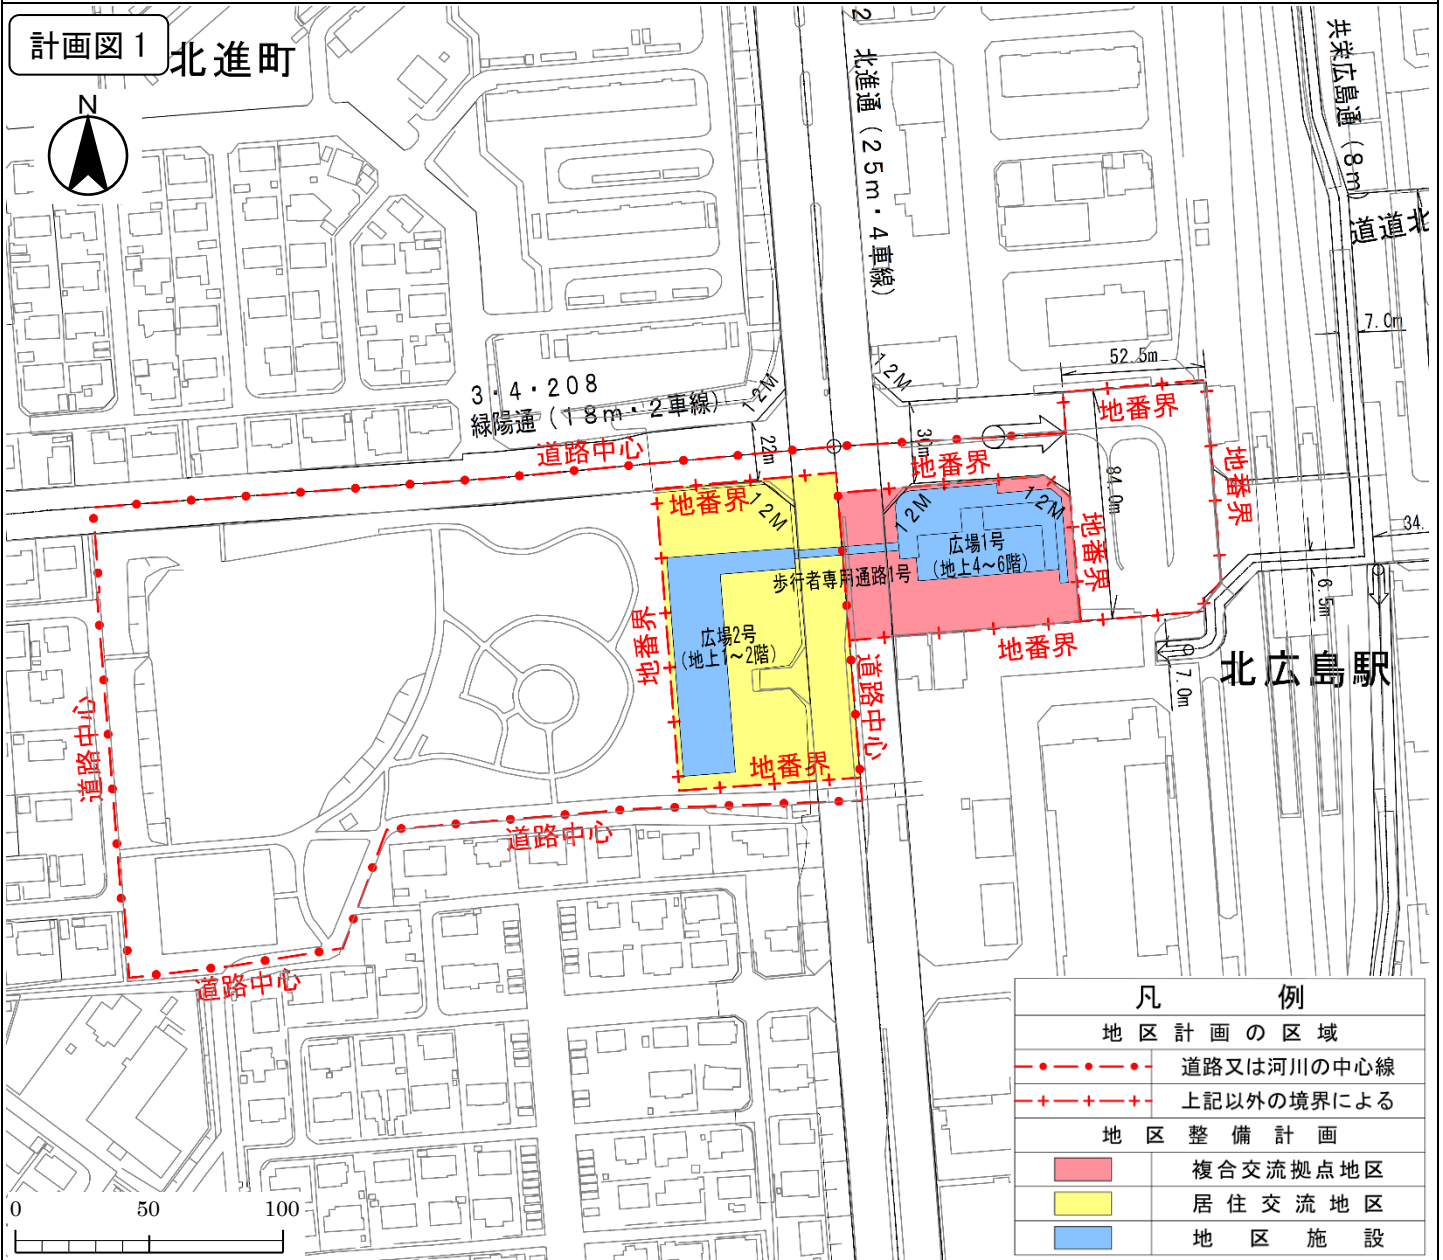 計画図1
北進町
N
2 北進通（25m・4車線）
共栄広島通（8m）
道道北
7.0m
52.5m
12M
12M
3・4・208
緑陽通（18m・2車線）
道路中心
22m
30m
地番界
地番界
地番界
84.0m
地番界
12M
12M
12M
地番界
広場1号
（地上4～6階）
34.
歩行者専用通路1号
6.5m
地番界
広場2号
（地上1～2階）
地番界
道路中心
北広島駅
7.0m
道路中心
地番界
道路中心
道路中心
凡例
地区計画の区域
道路又は河川の中心線
上記以外の境界による
地区整備計画
複合交流拠点地区
居住交流地区
地区施設
0 50 100